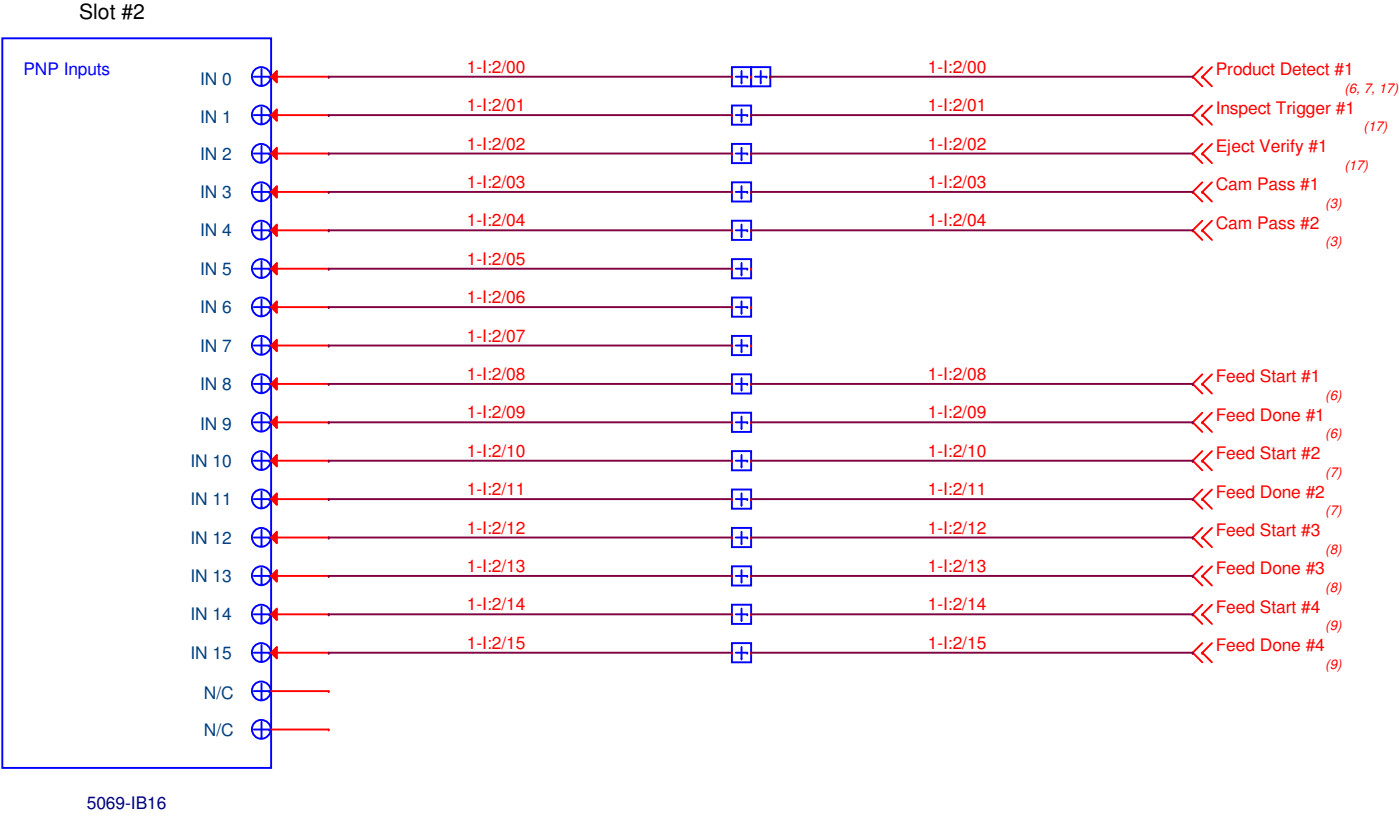 Slot #2
PNP Inputs
IN 0 1-I:2/00 1-I:2/00 Product Detect #1
(6, 7, 17)
IN 1 1-I:2/01 1-I:2/01 Inspect Trigger #1
(17)
IN 2 1-I:2/02 1-I:2/02 Eject Verify #1
(17)
IN 3 1-I:2/03 1-I:2/03 Cam Pass #1
(3)
IN 4 1-I:2/04 1-I:2/04 Cam Pass #2
(3)
IN 5 1-I:2/05
IN 6 1-I:2/06
IN 7 1-I:2/07
IN 8 1-I:2/08 1-I:2/08 Feed Start #1
(6)
IN 9 1-I:2/09 1-I:2/09 Feed Done #1
(6)
IN 10 1-I:2/10 1-I:2/10 Feed Start #2
(7)
IN 11 1-I:2/11 1-I:2/11 Feed Done #2
(7)
IN 12 1-I:2/12 1-I:2/12 Feed Start #3
(8)
IN 13 1-I:2/13 1-I:2/13 Feed Done #3
(8)
IN 14 1-I:2/14 1-I:2/14 Feed Start #4
(9)
IN 15 1-I:2/15 1-I:2/15 Feed Done #4
(9)
N/C
N/C
5069-IB16